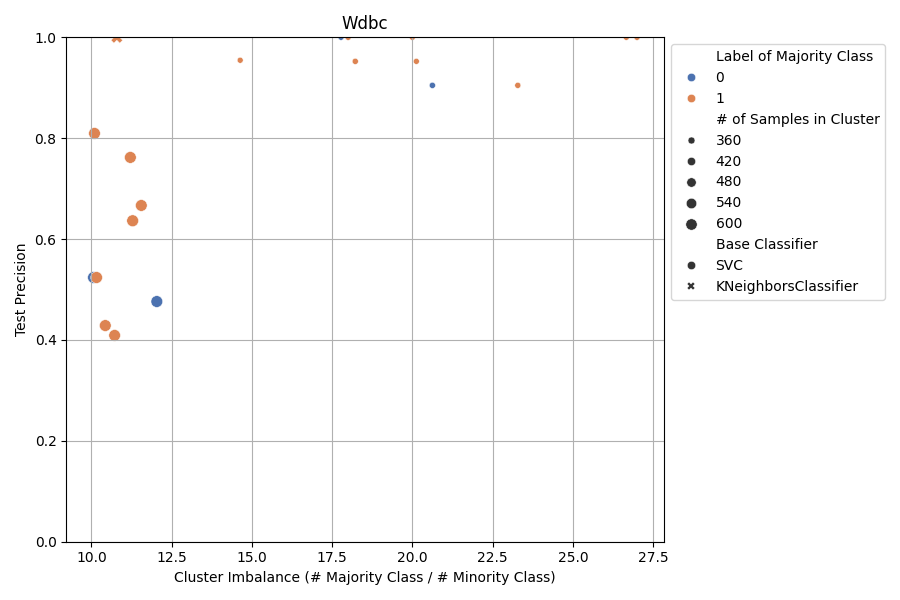 Wdbc
Test Precision
1.0
0.8
0.6
0.4
0.2
0.0
10.0 12.5 15.0 17.5 20.0 22.5 25.0 27.5
Cluster Imbalance (# Majority Class / # Minority Class)
Label of Majority Class
0
1
# of Samples in Cluster
360
420
480
540
600
Base Classifier
SVC
KNeighborsClassifier